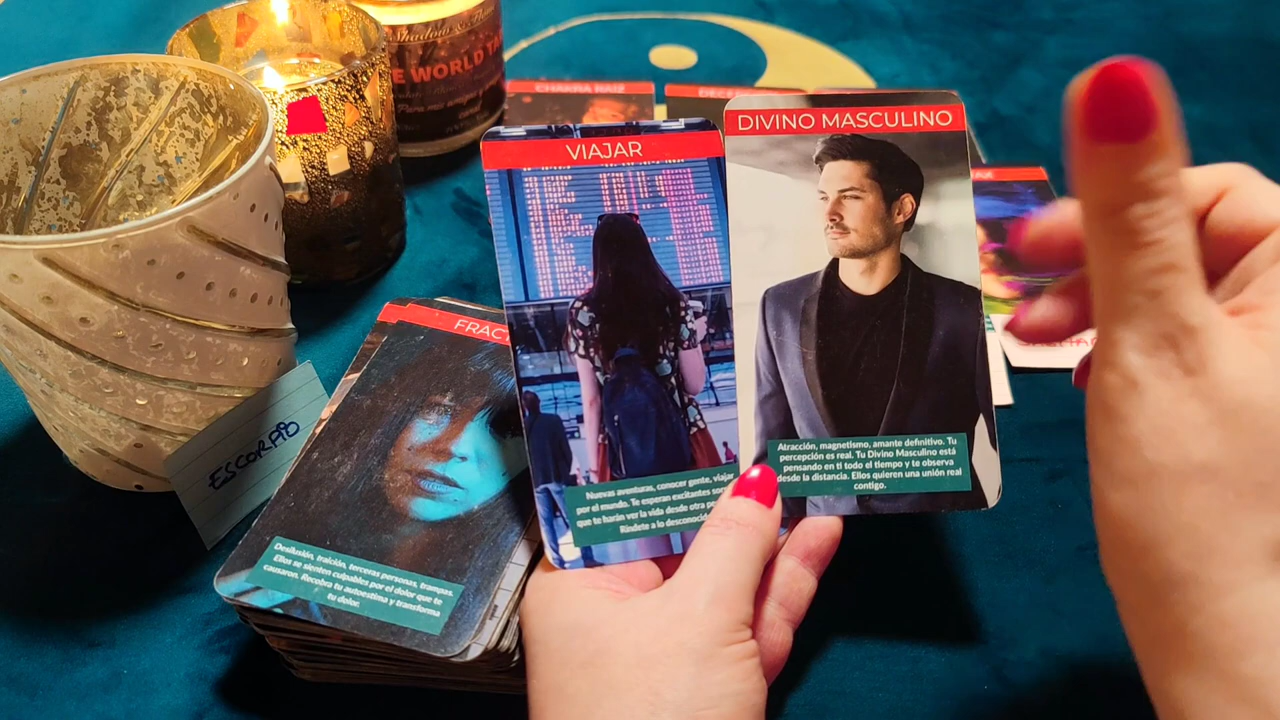 Shadow &
E WORLD TA
Para mis
CHAKRA RAÍZ
VIAJAR
DIVINO MASCULINO
Nuevas aventuras, conocer gente, viajar
por el mundo. Te esperan excitantes
que te harán ver la vida desde otra
Ríndete a lo
Atracción, magnetismo, amante definitivo. Tu
percepción es real. Tu Divino Masculino está
pensando en ti todo el tiempo y te observa
desde la distancia. Ellos quieren una unión real
contigo.
FRACT
Desilusión, traición, terceras personas, trampas.
Ellos se sienten culpables por el dolor que te
causaron. Recobra tu autoestima y transforma
tu dolor.
ESCORPIO